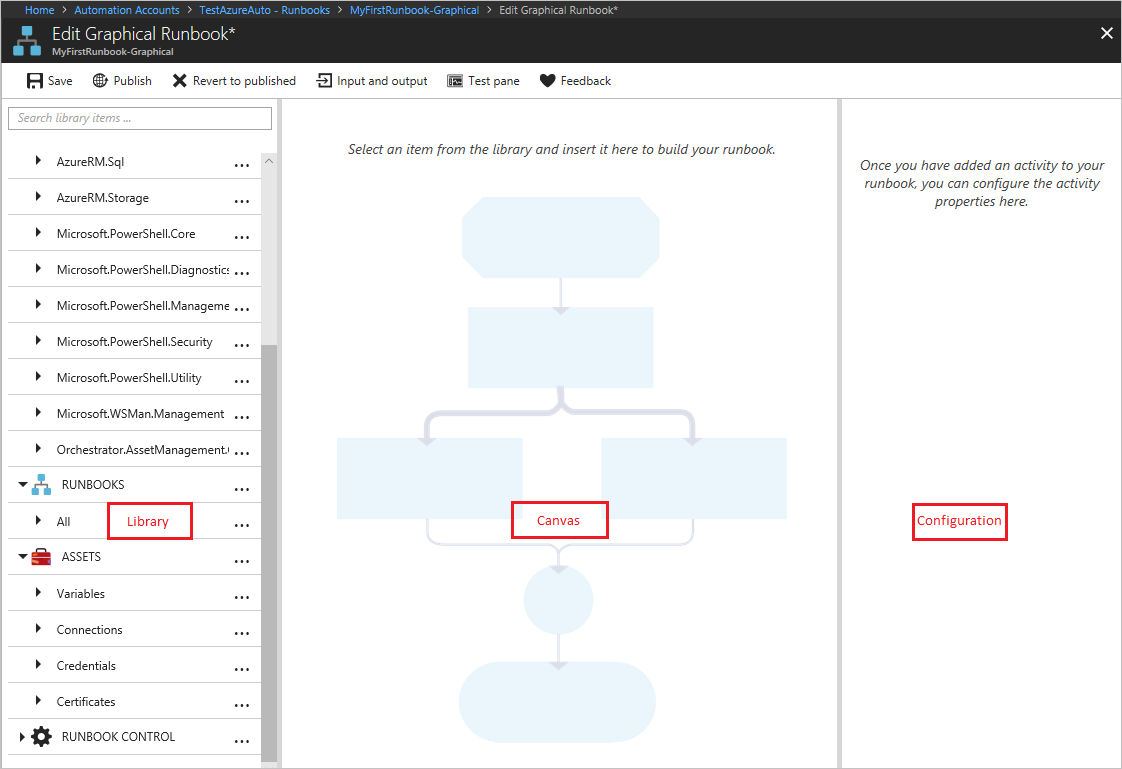 Home > Automation Accounts > TestAzureAuto - Runbooks > MyFirstRunbook-Graphical > Edit Graphical Runbook*
Edit Graphical Runbook*
MyFirstRunbook-Graphical
Save Publish Revert to published Input and output Test pane Feedback
Search library items ...
AzureRM.Sql ...
AzureRM.Storage ...
Microsoft.PowerShell.Core ...
Microsoft.PowerShell.Diagnostics ...
Microsoft.PowerShell.Manageme ...
Microsoft.PowerShell.Security ...
Microsoft.PowerShell.Utility ...
Microsoft.WSMan.Management ...
Orchestrator.AssetManagement. ...
RUNBOOKS ...
All Library ...
ASSETS ...
Variables ...
Connections ...
Credentials ...
Certificates ...
RUNBOOK CONTROL ...
Select an item from the library and insert it here to build your runbook.
Canvas
Once you have added an activity to your
runbook, you can configure the activity
properties here.
Configuration